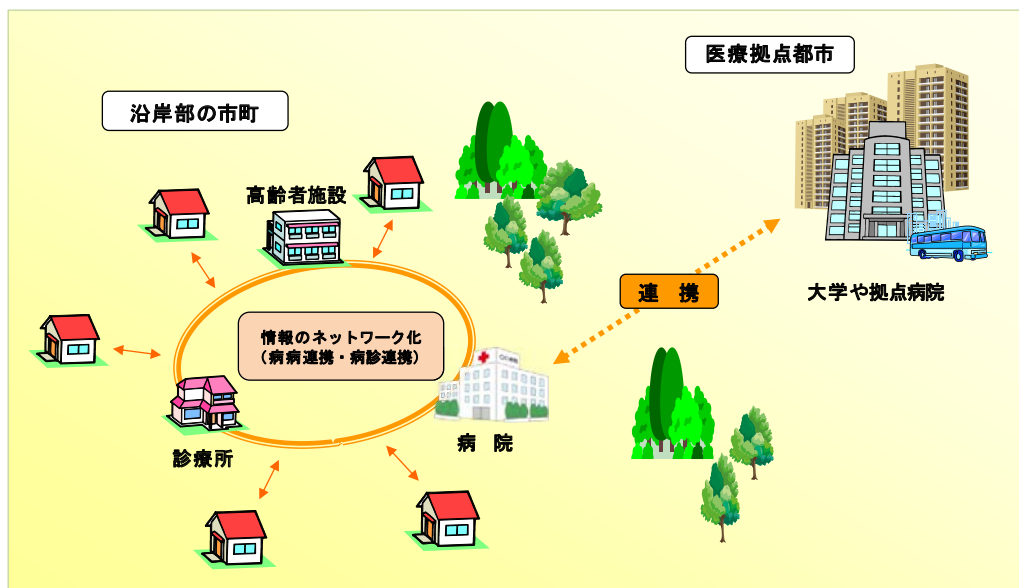 医療拠点都市
沿岸部の市町
高齢者施設
連 携
大学や拠点病院
情報のネットワーク化
（病病連携・病診連携）
病 院
診療所